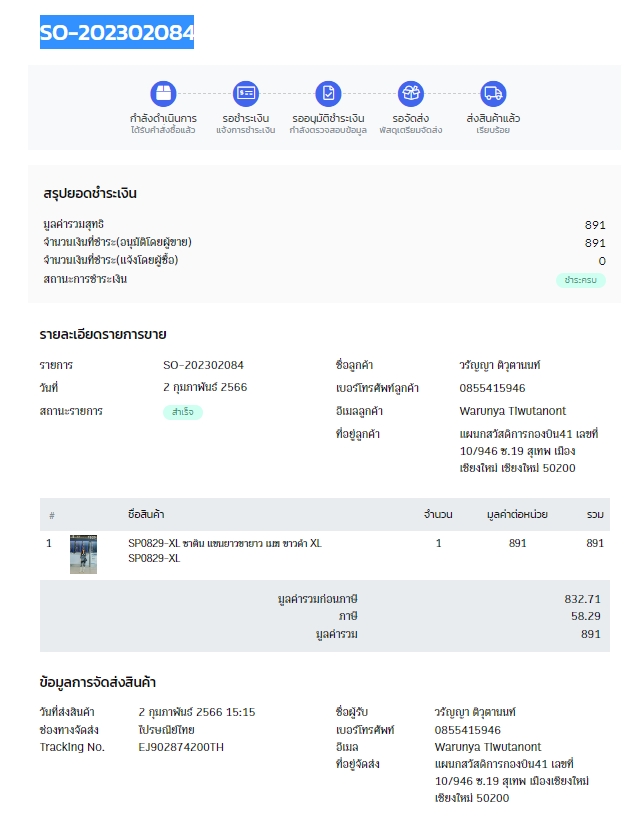 SO-202302084
กำลังดำเนินการ
ได้รับคำสั่งซื้อแล้ว
รอชำระเงิน
แจ้งการชำระเงิน
รออนุมัติชำระเงิน
กำลังตรวจสอบข้อมูล
รอจัดส่ง
พัสดุเตรียมจัดส่ง
ส่งสินค้าแล้ว
เรียบร้อย
สรุปยอดชำระเงิน
มูลค่ารวมสุทธิ 891
จำนวนเงินที่ชำระ(อนุมัติโดยผู้ขาย) 891
จำนวนเงินที่ชำระ(แจ้งโดยผู้ซื้อ) 0
สถานะการชำระเงิน ชำระครบ
รายละเอียดรายการขาย
รายการ SO-202302084
วันที่ 2 กุมภาพันธ์ 2566
สถานะรายการ สำเร็จ
ชื่อลูกค้า วรัญญา ติวุตานนท์
เบอร์โทรศัพท์ลูกค้า 0855415946
อีเมลลูกค้า Warunya Tiwutanont
ที่อยู่ลูกค้า แผนกสวัสดิการกองบิน41 เลขที่
10/946 ซ.19 สุเทพ เมือง
เชียงใหม่ เชียงใหม่ 50200
# ชื่อสินค้า จำนวน มูลค่าต่อหน่วย รวม
1 SP0829-XL ซาติน แขนยาวขายาว เมฆ ขาวดำ XL 1 891 891
SP0829-XL
มูลค่ารวมก่อนภาษี 832.71
ภาษี 58.29
มูลค่ารวม 891
ข้อมูลการจัดส่งสินค้า
วันที่ส่งสินค้า 2 กุมภาพันธ์ 2566 15:15
ช่องทางจัดส่ง ไปรษณีย์ไทย
Tracking No. EJ902874200TH
ชื่อผู้รับ วรัญญา ติวุตานนท์
เบอร์โทรศัพท์ 0855415946
อีเมล Warunya Tiwutanont
ที่อยู่จัดส่ง แผนกสวัสดิการกองบิน41 เลขที่
10/946 ซ.19 สุเทพ เมืองเชียงใหม่
เชียงใหม่ 50200